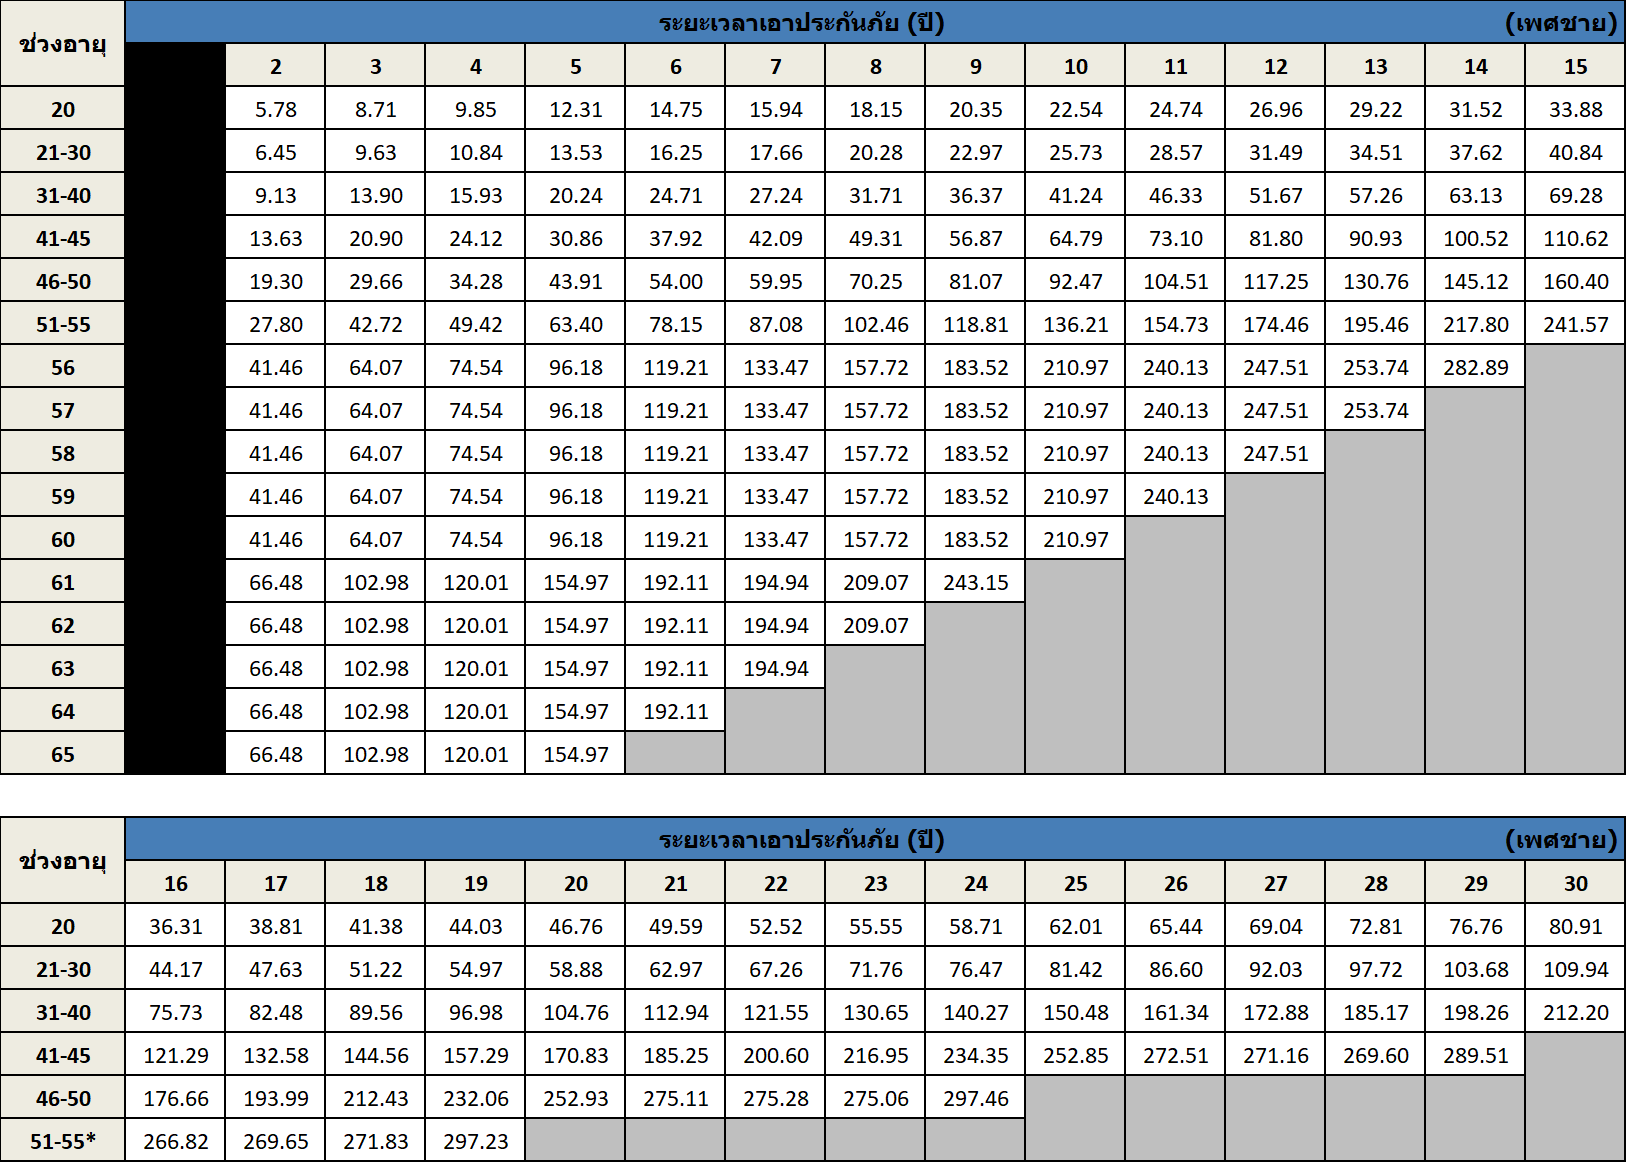 ช่วงอายุ ระยะเวลาเอาประกันภัย (ปี) (เพศชาย)
2 3 4 5 6 7 8 9 10 11 12 13 14 15
20 5.78 8.71 9.85 12.31 14.75 15.94 18.15 20.35 22.54 24.74 26.96 29.22 31.52 33.88
21-30 6.45 9.63 10.84 13.53 16.25 17.66 20.28 22.97 25.73 28.57 31.49 34.51 37.62 40.84
31-40 9.13 13.90 15.93 20.24 24.71 27.24 31.71 36.37 41.24 46.33 51.67 57.26 63.13 69.28
41-45 13.63 20.90 24.12 30.86 37.92 42.09 49.31 56.87 64.79 73.10 81.80 90.93 100.52 110.62
46-50 19.30 29.66 34.28 43.91 54.00 59.95 70.25 81.07 92.47 104.51 117.25 130.76 145.12 160.40
51-55 27.80 42.72 49.42 63.40 78.15 87.08 102.46 118.81 136.21 154.73 174.46 195.46 217.80 241.57
56 41.46 64.07 74.54 96.18 119.21 133.47 157.72 183.52 210.97 240.13 247.51 253.74 282.89
57 41.46 64.07 74.54 96.18 119.21 133.47 157.72 183.52 210.97 240.13 247.51 253.74
58 41.46 64.07 74.54 96.18 119.21 133.47 157.72 183.52 210.97 240.13 247.51
59 41.46 64.07 74.54 96.18 119.21 133.47 157.72 183.52 210.97 240.13
60 41.46 64.07 74.54 96.18 119.21 133.47 157.72 183.52 210.97
61 66.48 102.98 120.01 154.97 192.11 194.94 209.07 243.15
62 66.48 102.98 120.01 154.97 192.11 194.94 209.07
63 66.48 102.98 120.01 154.97 192.11 194.94
64 66.48 102.98 120.01 154.97 192.11
65 66.48 102.98 120.01 154.97
ช่วงอายุ ระยะเวลาเอาประกันภัย (ปี) (เพศชาย)
16 17 18 19 20 21 22 23 24 25 26 27 28 29 30
20 36.31 38.81 41.38 44.03 46.76 49.59 52.52 55.55 58.71 62.01 65.44 69.04 72.81 76.76 80.91
21-30 44.17 47.63 51.22 54.97 58.88 62.97 67.26 71.76 76.47 81.42 86.60 92.03 97.72 103.68 109.94
31-40 75.73 82.48 89.56 96.98 104.76 112.94 121.55 130.65 140.27 150.48 161.34 172.88 185.17 198.26 212.20
41-45 121.29 132.58 144.56 157.29 170.83 185.25 200.60 216.95 234.35 252.85 272.51 271.16 269.60 289.51
46-50 176.66 193.99 212.43 232.06 252.93 275.11 275.28 275.06 297.46
51-55* 266.82 269.65 271.83 297.23